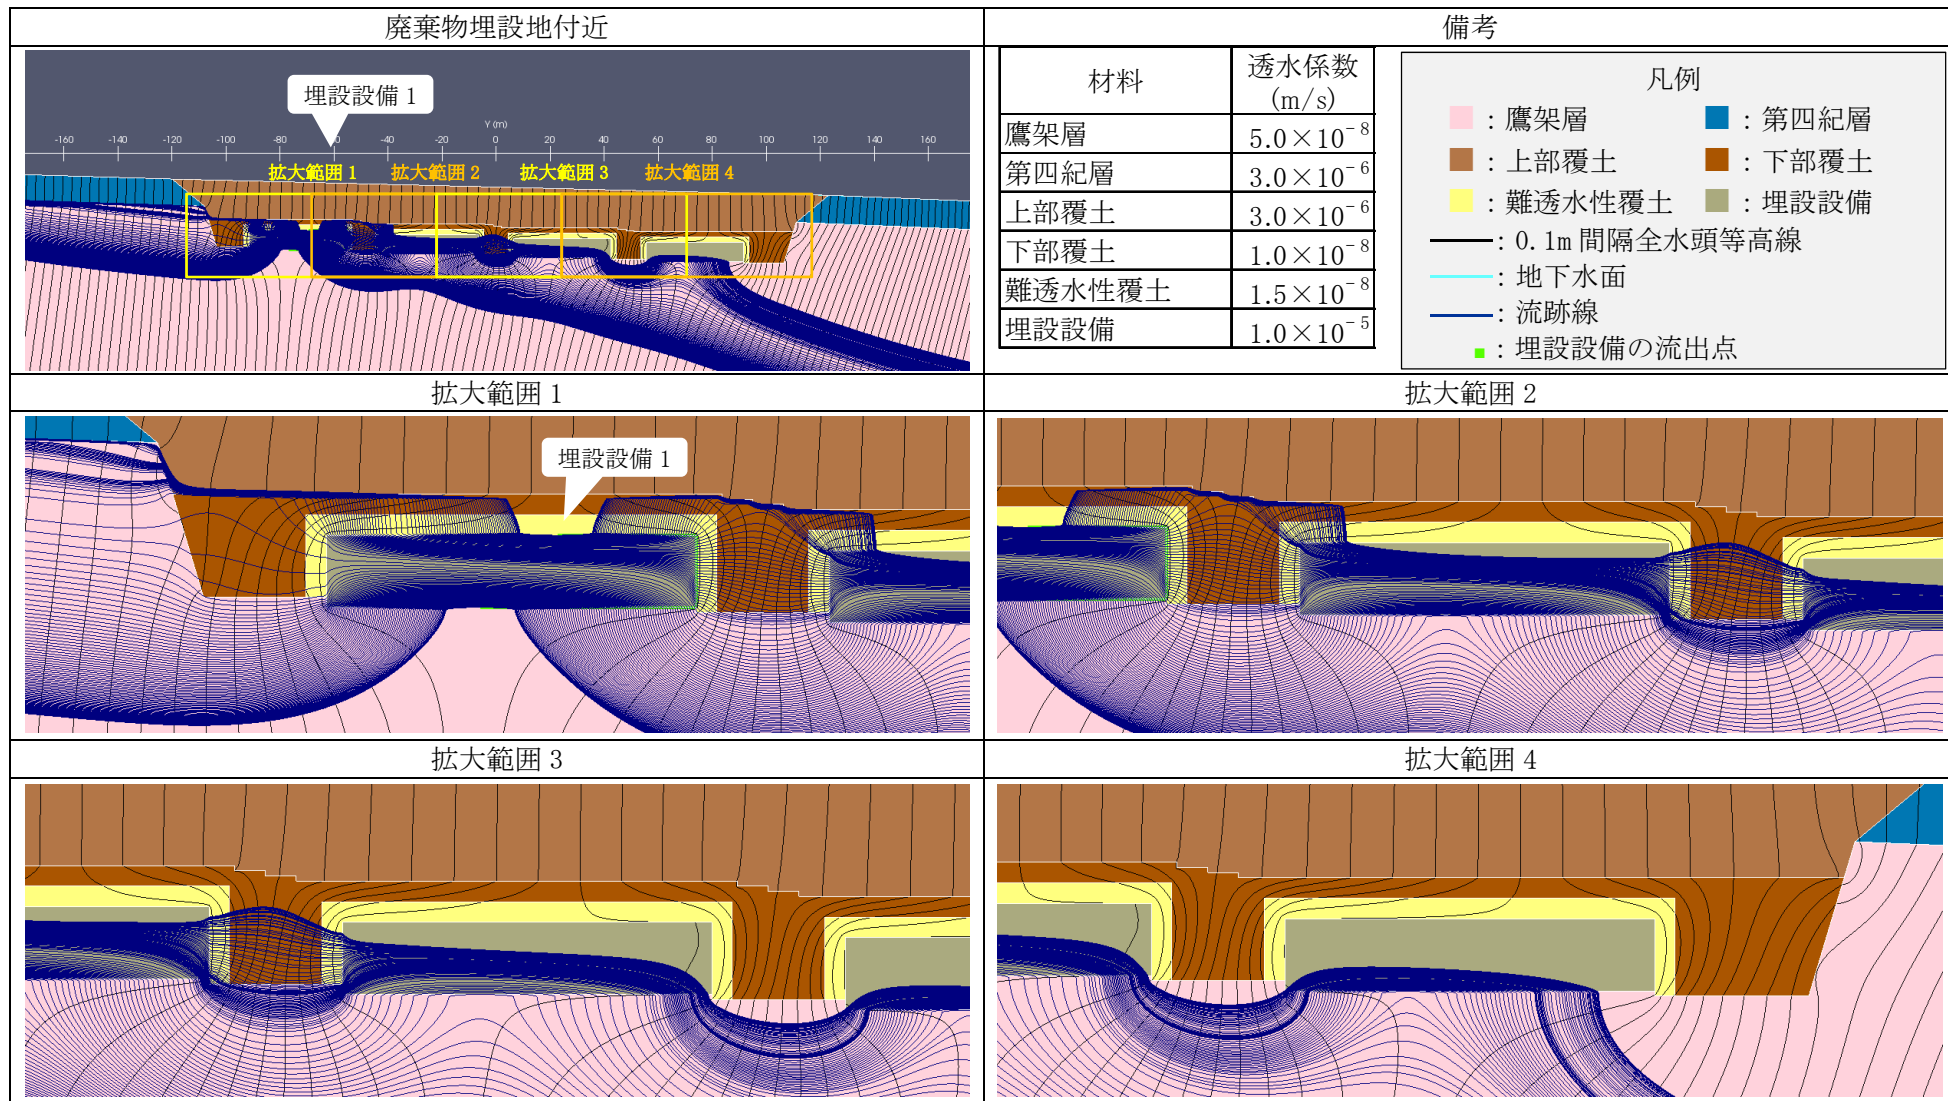 廃棄物埋設地付近
備考
埋設設備 1
Y (m)
-160 -140 -120 -100 -80 -40 -20 0 20 40 60 80 100 120 140 160
拡大範囲 1 拡大範囲 2 拡大範囲 3 拡大範囲 4
材料 透水係数
(m/s)
鷹架層 5.0×10⁻⁸
第四紀層 3.0×10⁻⁶
上部覆土 3.0×10⁻⁶
下部覆土 1.0×10⁻⁸
難透水性覆土 1.5×10⁻⁸
埋設設備 1.0×10⁻⁵
凡例
：鷹架層 ：第四紀層
：上部覆土 ：下部覆土
：難透水性覆土 ：埋設設備
：0.1m 間隔全水頭等高線
：地下水面
：流跡線
：埋設設備の流出点
拡大範囲 1
拡大範囲 2
埋設設備 1
拡大範囲 3
拡大範囲 4